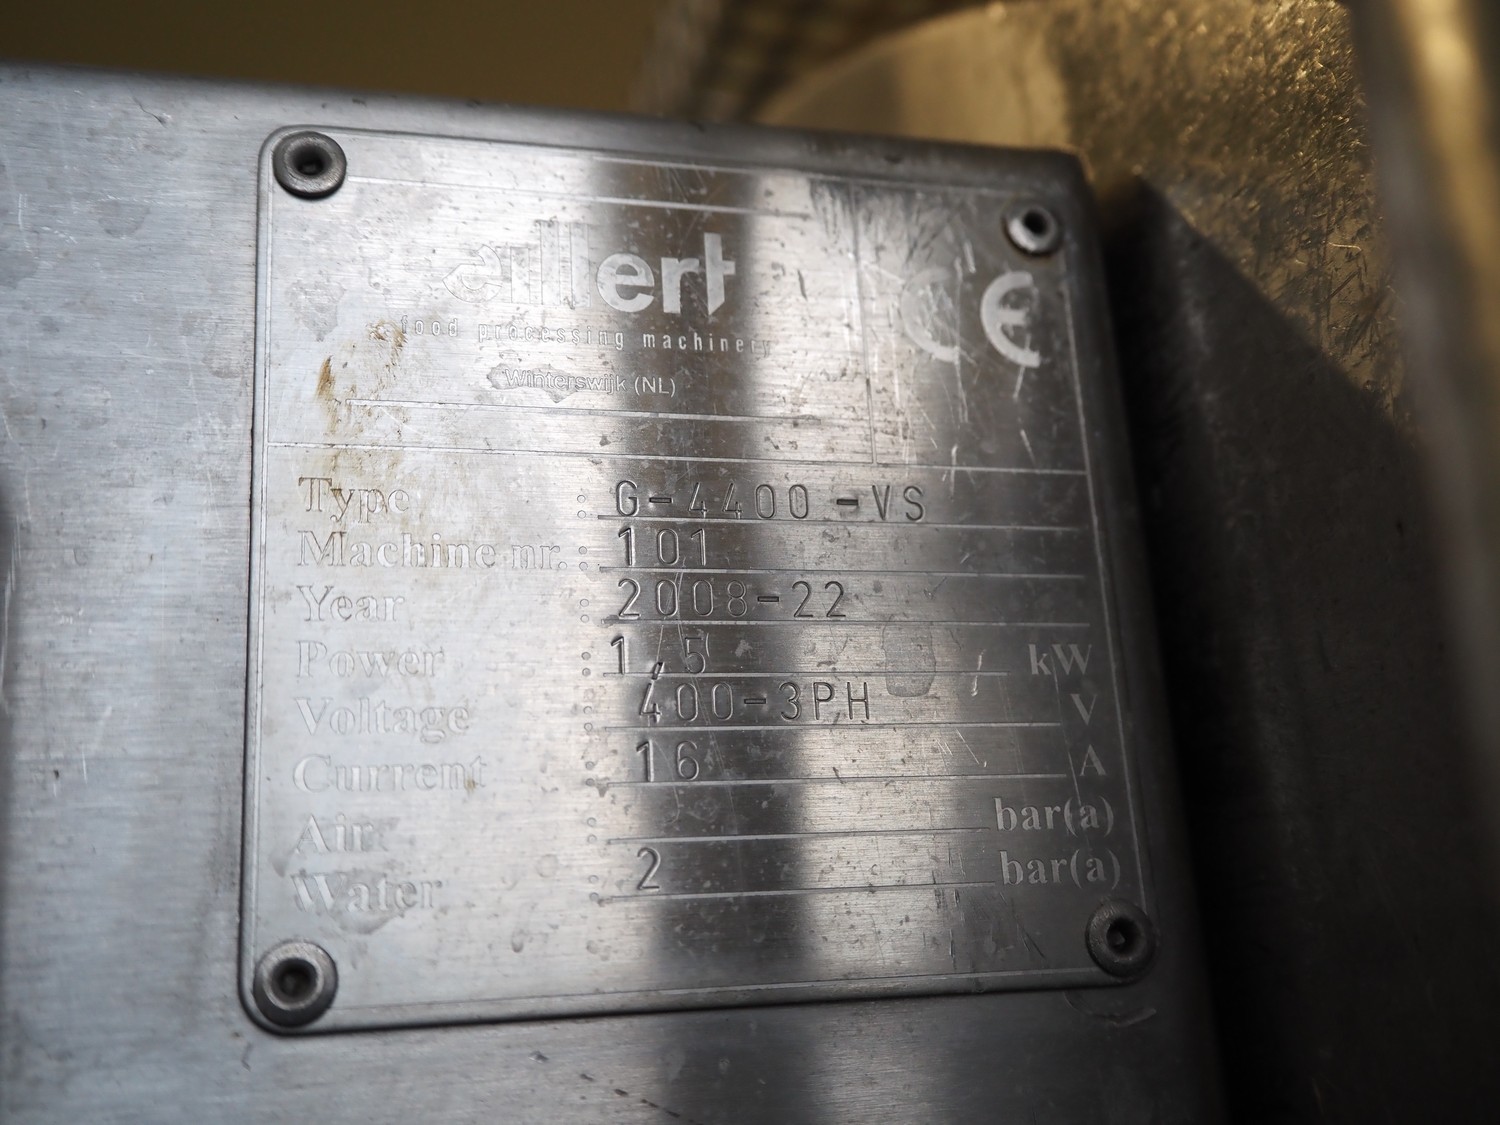 eillert
food processing machinery
Winterswijk (NL)
CE
Type : G-4400-VS
Machine nr. : 101
Year : 2008-22
Power : 1,5 kW
Voltage : 400-3PH V
Current : 16 A
Air : bar(a)
Water : 2 bar(a)